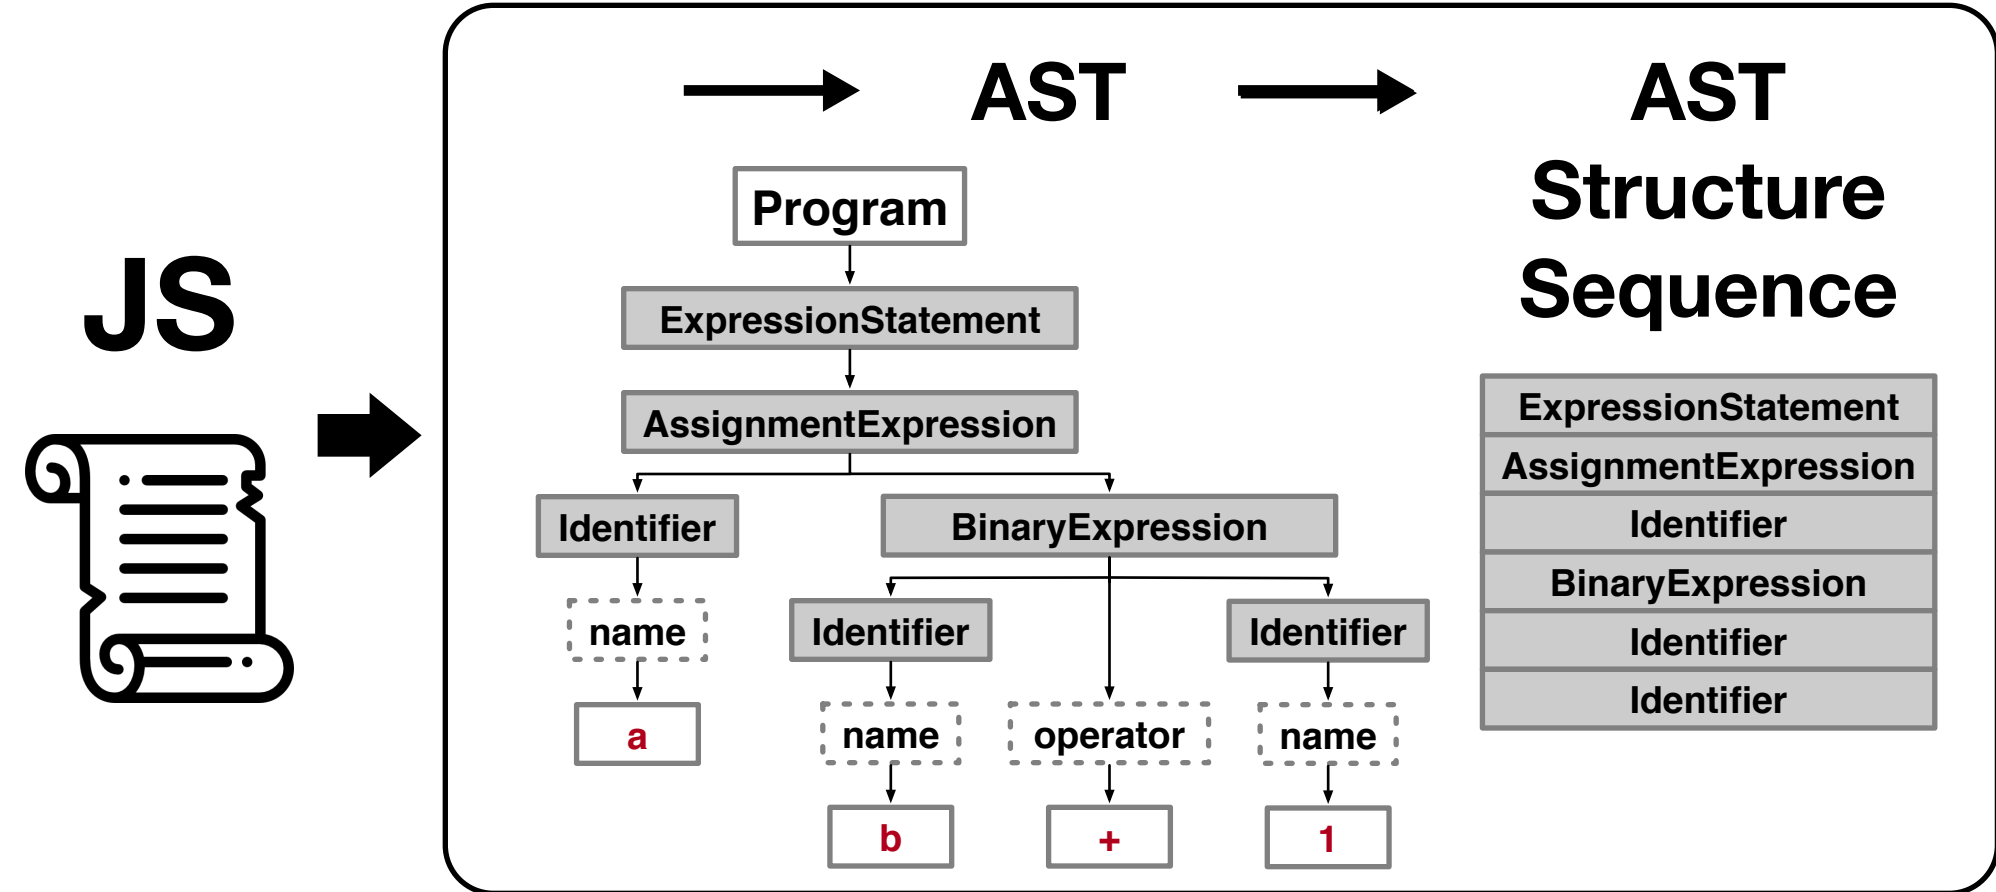 JS
AST
AST
Structure
Sequence
Program
ExpressionStatement
AssignmentExpression
Identifier
BinaryExpression
name
Identifier
Identifier
a
name
operator
name
b
+
1
ExpressionStatement
AssignmentExpression
Identifier
BinaryExpression
Identifier
Identifier